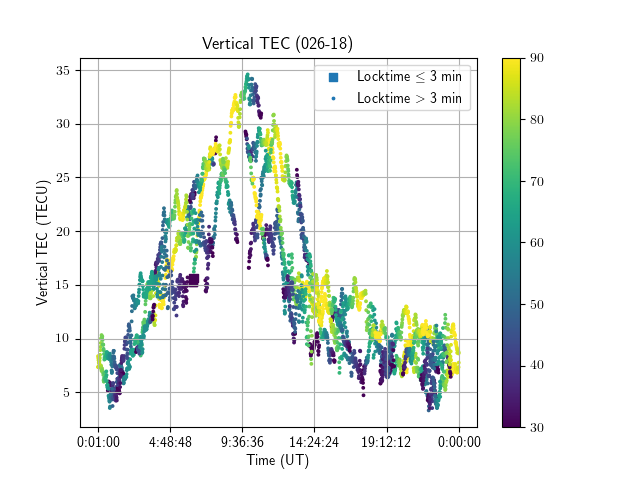 Vertical TEC (026-18)
Locktime ≤ 3 min
Locktime > 3 min
Vertical TEC (TECU)
35
30
25
20
15
10
5
0:01:00 4:48:48 9:36:36 14:24:24 19:12:12 0:00:00
Time (UT)
90
80
70
60
50
40
30